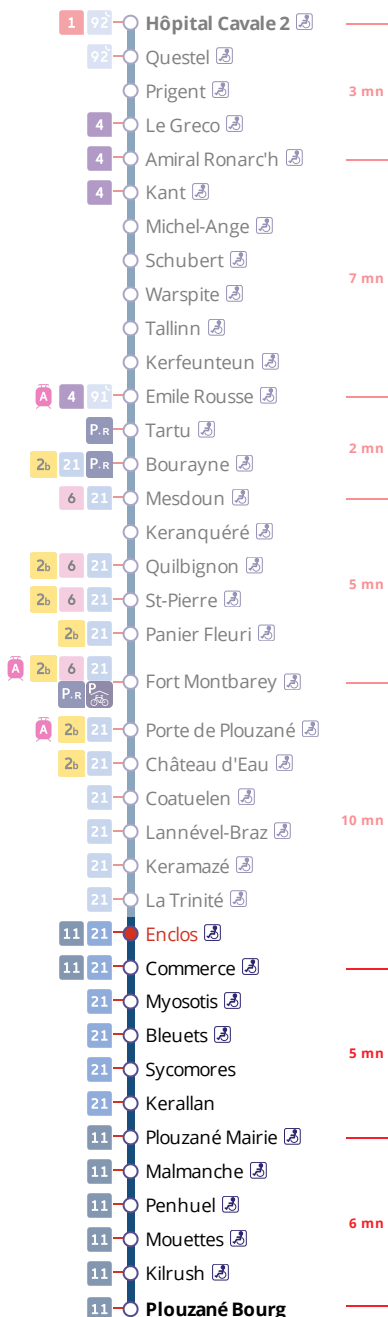 1 92 Hôpital Cavale 2
92 Questel
Prigent
3 mn
4 Le Greco
4 Amiral Ronarc'h
4 Kant
Michel-Ange
Schubert
7 mn
Warspite
Tallinn
Kerfeunteun
A 4 91 Emile Rousse
P.R Tartu
2 mn
2b 21 P.R Bourayne
6 21 Mesdoun
Keranquéré
2b 6 21 Quilbignon
5 mn
2b 6 21 St-Pierre
2b 21 Panier Fleuri
A 2b 6 21
P.R P Fort Montbarey
A 2b 21 Porte de Plouzané
2b 21 Château d'Eau
21 Coatuelen
10 mn
21 Lannével-Braz
21 Keramazé
21 La Trinité
11 21 Enclos
11 21 Commerce
21 Myosotis
21 Bleuets
5 mn
21 Sycomores
21 Kerallan
11 Plouzané Mairie
11 Malmanche
11 Penhuel
6 mn
11 Mouettes
11 Kilrush
11 Plouzané Bourg